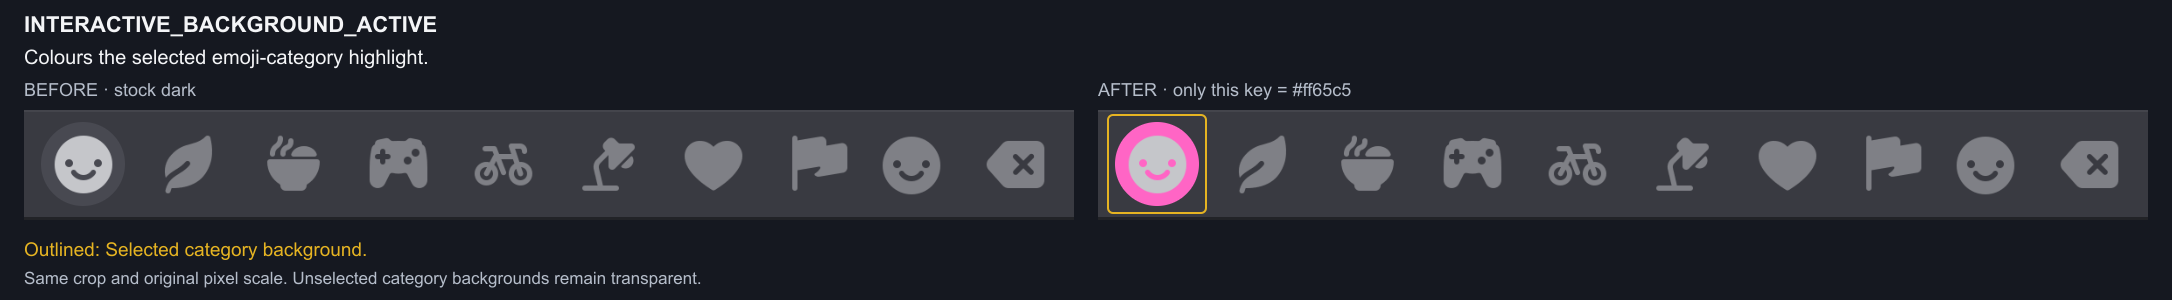 INTERACTIVE_BACKGROUND_ACTIVE
Colours the selected emoji-category highlight.
BEFORE · stock dark
AFTER · only this key = #ff65c5
Outlined: Selected category background.
Same crop and original pixel scale. Unselected category backgrounds remain transparent.